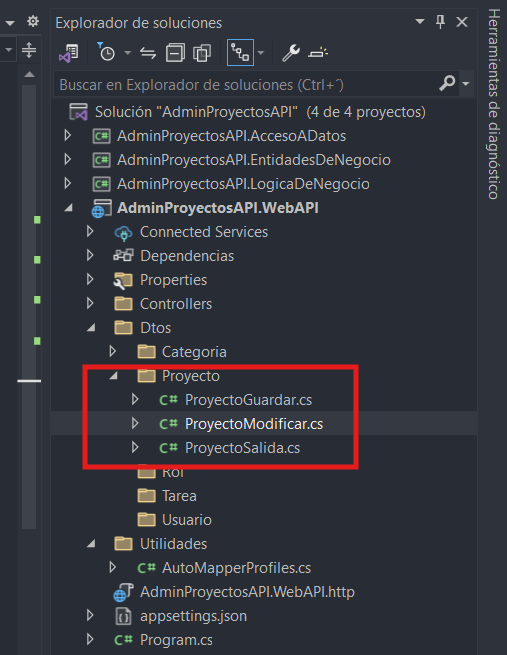 Explorador de soluciones
Buscar en Explorador de soluciones (Ctrl+´)
Solución "AdminProyectosAPI" (4 de 4 proyectos)
C# AdminProyectosAPI.AccesoADatos
C# AdminProyectosAPI.EntidadesDeNegocio
C# AdminProyectosAPI.LogicaDeNegocio
AdminProyectosAPI.WebAPI
Connected Services
Dependencias
Properties
Controllers
Dtos
Categoria
Proyecto
C# ProyectoGuardar.cs
C# ProyectoModificar.cs
C# ProyectoSalida.cs
Rol
Tarea
Usuario
Utilidades
C# AutoMapperProfiles.cs
AdminProyectosAPI.WebAPI.http
appsettings.json
C# Program.cs
Herramientas de diagnóstico